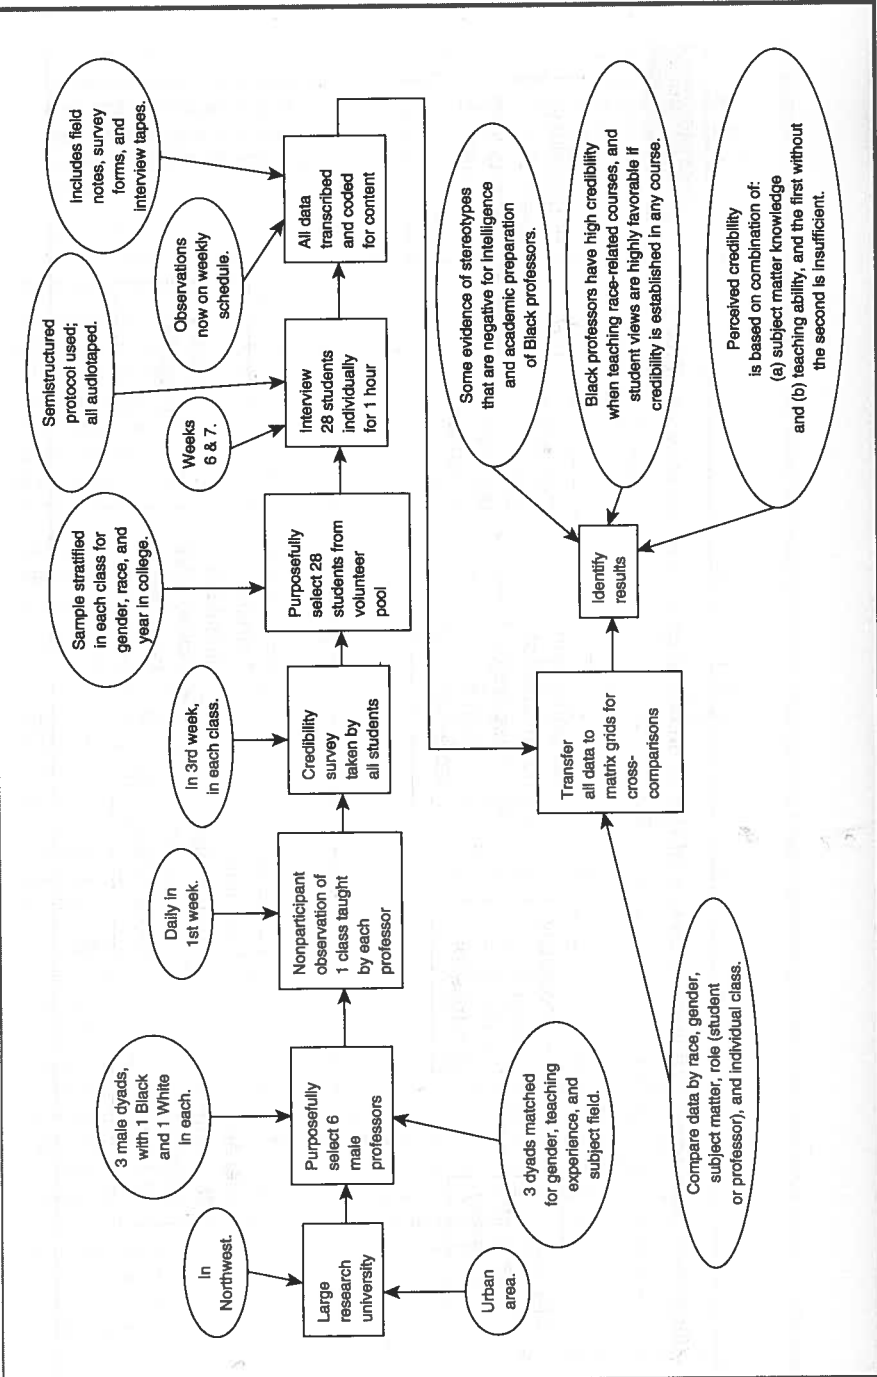 In
Northwest.
Large
research
university
Urban
area.
3 male dyads,
with 1 Black
and 1 White
in each.
Purposefully
select 6
male
professors
3 dyads matched
for gender, teaching
experience, and
subject field.
Daily in
1st week.
Nonparticipant
observation of
1 class taught
by each
professor
In 3rd week,
in each class.
Credibility
survey
taken by
all students
Sample stratified
in each class for
gender, race, and
year in college.
Purposefully
select 28
students from
volunteer
pool
Semistructured
protocol used;
all audiotaped.
Weeks
6 & 7.
Interview
28 students
individually
for 1 hour
Includes field
notes, survey
forms, and
interview tapes.
Observations
now on weekly
schedule.
All data
transcribed
and coded
for content
Compare data by race, gender,
subject matter, role (student
or professor), and individual class.
Transfer
all data to
matrix grids for
cross-
comparisons
Identify
results
Some evidence of stereotypes
that are negative for intelligence
and academic preparation
of Black professors.
Black professors have high credibility
when teaching race-related courses, and
student views are highly favorable if
credibility is established in any course.
Perceived credibility
is based on combination of:
(a) subject matter knowledge
and (b) teaching ability, and the first without
the second is insufficient.